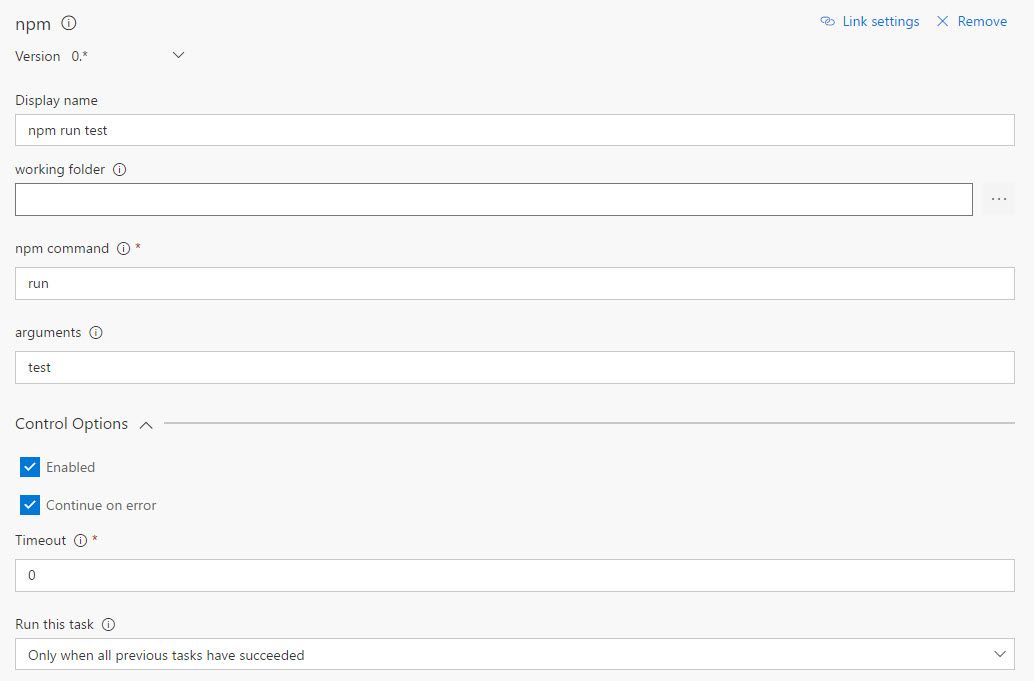 npm
Link settings
Remove
Version 0.*
Display name
npm run test
working folder
...
npm command *
run
arguments
test
Control Options
Enabled
Continue on error
Timeout *
0
Run this task
Only when all previous tasks have succeeded